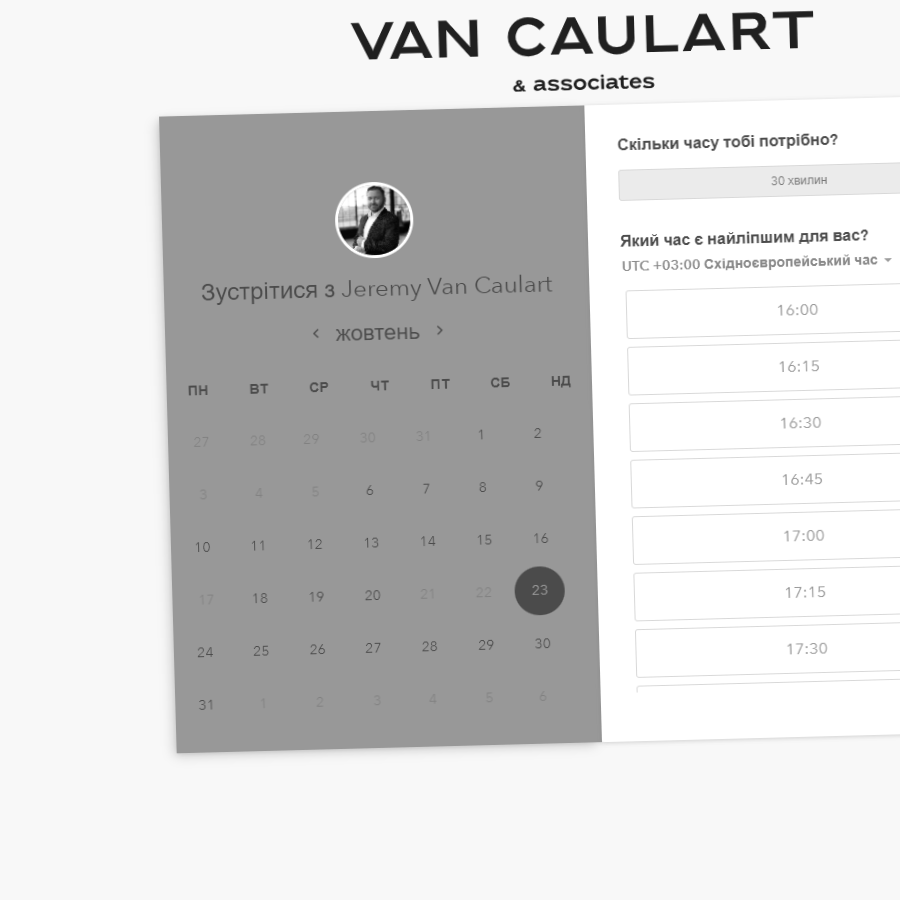 VAN CAULART
& associates
Зустрітися з Jeremy Van Caulart
жовтень
ПН ВТ СР ЧТ ПТ СБ НД
27 28 29 30 31 1 2
3 4 5 6 7 8 9
10 11 12 13 14 15 16
17 18 19 20 21 22 23
24 25 26 27 28 29 30
31 1 2 3 4 5 6
Скільки часу тобі потрібно?
30 хвилин
Який час є найліпшим для вас?
UTC +03:00 Східноєвропейський час
16:00
16:15
16:30
16:45
17:00
17:15
17:30